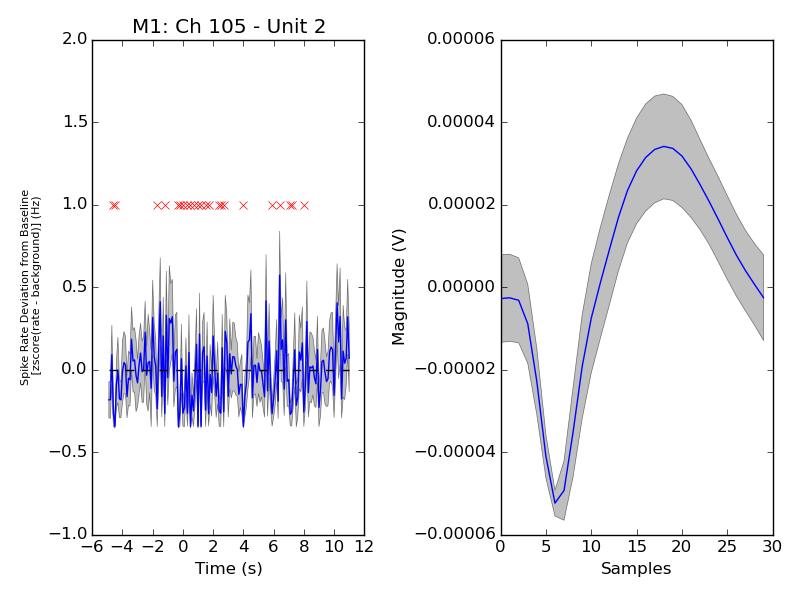 M1: Ch 105 - Unit 2
2.0
1.5
1.0
0.5
0.0
−0.5
−1.0
−6 −4 −2 0 2 4 6 8 10 12
Time (s)
Spike Rate Deviation from Baseline
[zscore(rate - background)] (Hz)
0.00006
0.00004
0.00002
0.00000
−0.00002
−0.00004
−0.00006
0 5 10 15 20 25 30
Samples
Magnitude (V)